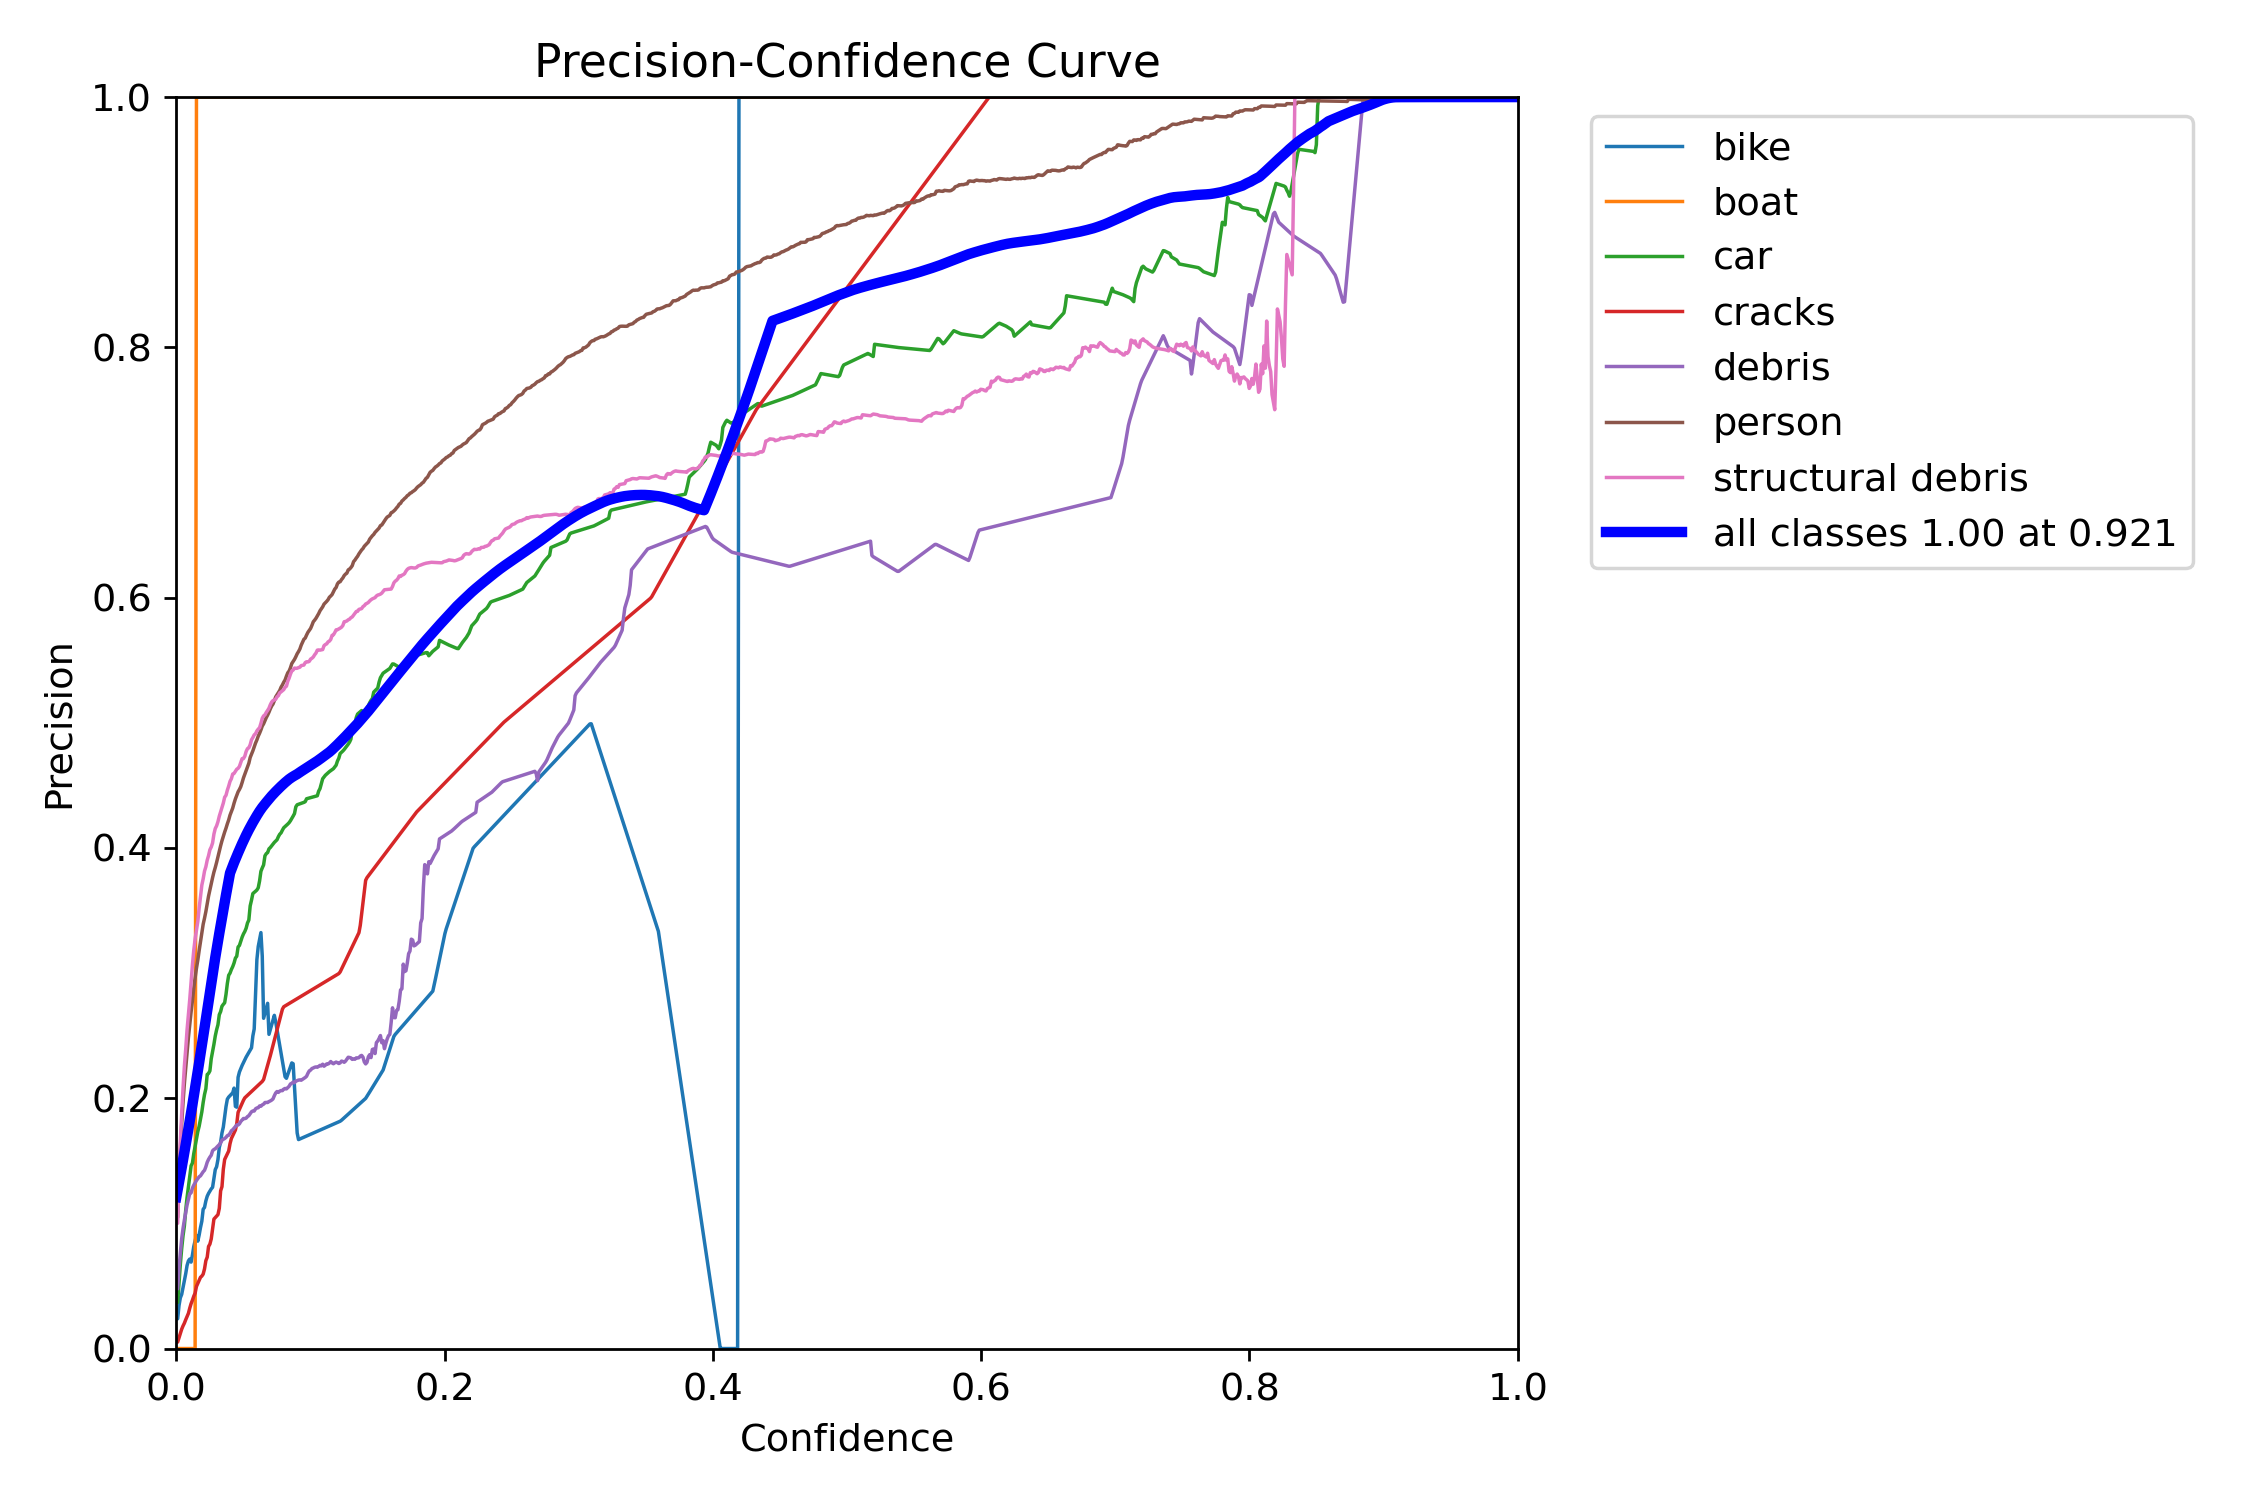 Precision-Confidence Curve
1.0
0.8
0.6
0.4
0.2
0.0
Precision
0.0 0.2 0.4 0.6 0.8 1.0
Confidence
bike
boat
car
cracks
debris
person
structural debris
all classes 1.00 at 0.921